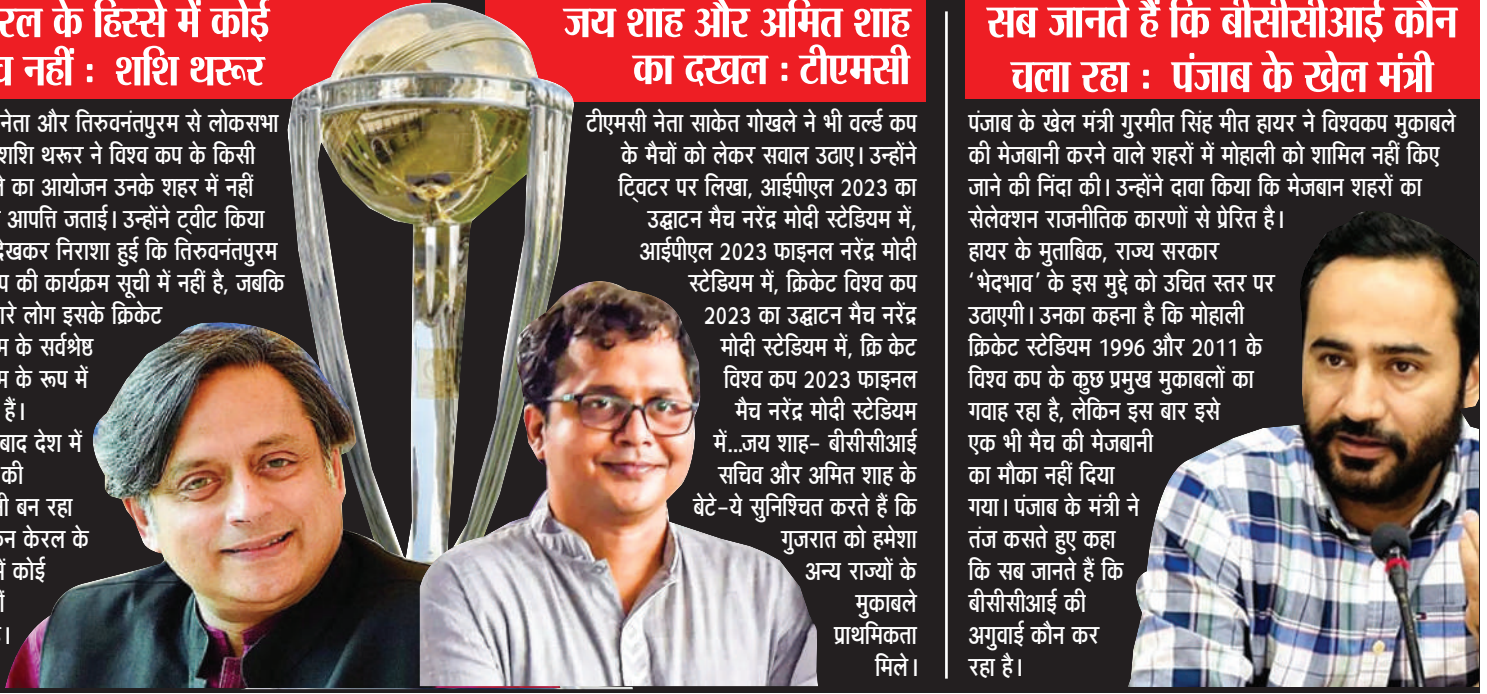 के हिस्से में कोई
नहीं : शशि थरूर
नेता और तिरुवनंतपुरम से लोकसभा
शशि थरूर ने विश्व कप के किसी
का आयोजन उनके शहर में नहीं
आपति जताई। उन्होंने ट्वीट किया
देखकर निराशा हुई कि तिरुवनंतपुरम
की कार्यक्रम सूची में नहीं है, जबकि
लोग इसके क्रिकेट
के सर्वश्रेष्ठ
के रूप में
हैं।
बाद देश में
की
बन रहा
केरल के
कोई
जय शाह और अमित शाह
का दखल : टीएमसी
टीएमसी नेता साकेत गोखले ने भी वर्ल्ड कप
के मैचों को लेकर सवाल उठाए। उन्होंने
ट्विटर पर लिखा, आईपीएल 2023 का
उद्घाटन मैच नरेंद्र मोदी स्टेडियम में,
आईपीएल 2023 फाइनल नरेंद्र मोदी
स्टेडियम में, क्रिकेट विश्व कप
2023 का उद्घाटन मैच नरेंद्र
मोदी स्टेडियम में, क्रि केट
विश्व कप 2023 फाइनल
मैच नरेंद्र मोदी स्टेडियम
में...जय शाह- बीसीसीआई
सचिव और अमित शाह के
बेटे-ये सुनिश्चित करते हैं कि
गुजरात को हमेशा
अन्य राज्यों के
मुकाबले
प्राथमिकता
मिले।
सब जानते हैं कि बीसीसीआई कौन
चला रहा : पंजाब के खेल मंत्री
पंजाब के खेल मंत्री गुरमीत सिंह मीत हायर ने विश्वकप मुकाबले
की मेजबानी करने वाले शहरों में मोहाली को शामिल नहीं किए
जाने की निंदा की। उन्होंने दावा किया कि मेजबान शहरों का
सेलेक्शन राजनीतिक कारणों से प्रेरित है।
हायर के मुताबिक, राज्य सरकार
'भेदभाव' के इस मुद्दे को उचित स्तर पर
उठाएगी। उनका कहना है कि मोहाली
क्रिकेट स्टेडियम 1996 और 2011 के
विश्व कप के कुछ प्रमुख मुकाबलों का
गवाह रहा है, लेकिन इस बार इसे
एक भी मैच की मेजबानी
का मौका नहीं दिया
गया। पंजाब के मंत्री ने
तंज कसते हुए कहा
कि सब जानते हैं कि
बीसीसीआई की
अगुवाई कौन कर
रहा है।